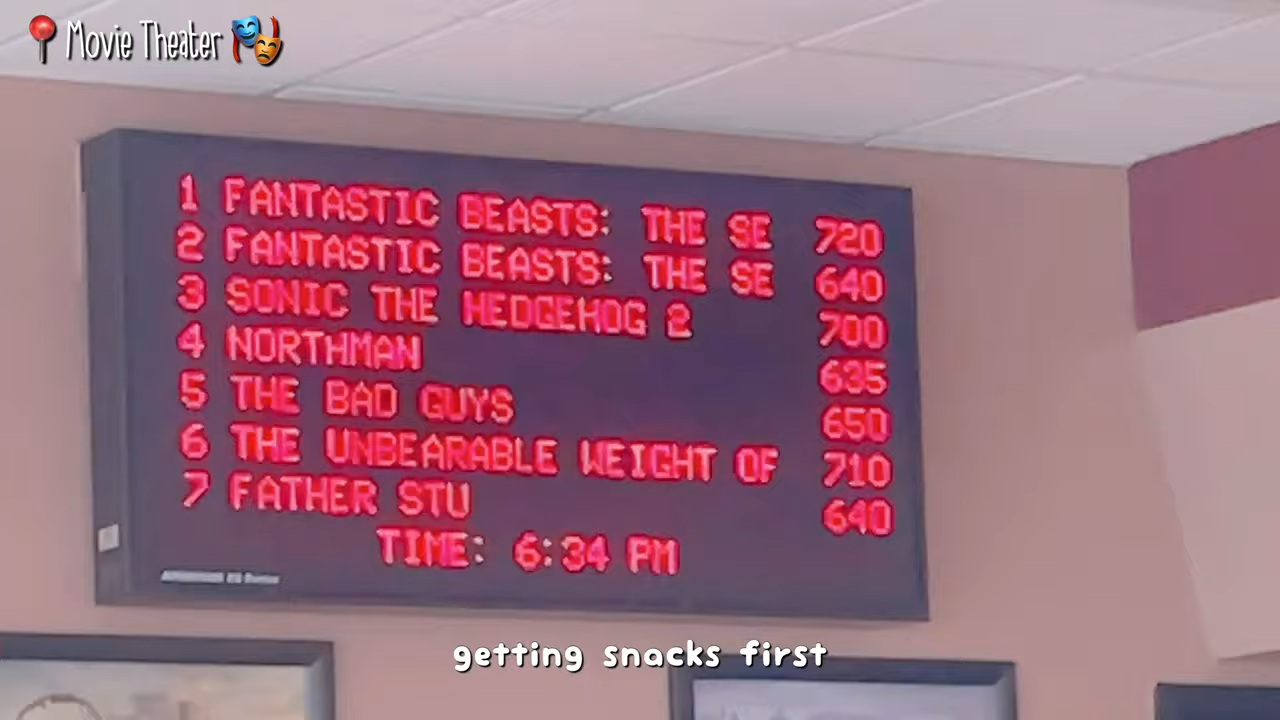 Movie Theater
1 FANTASTIC BEASTS: THE SE 720
2 FANTASTIC BEASTS: THE SE 640
3 SONIC THE HEDGEHOG 2 700
4 NORTHMAN 635
5 THE BAD GUYS 650
6 THE UNBEARABLE WEIGHT OF 710
7 FATHER STU 640
TIME: 6:34 PM
getting snacks first